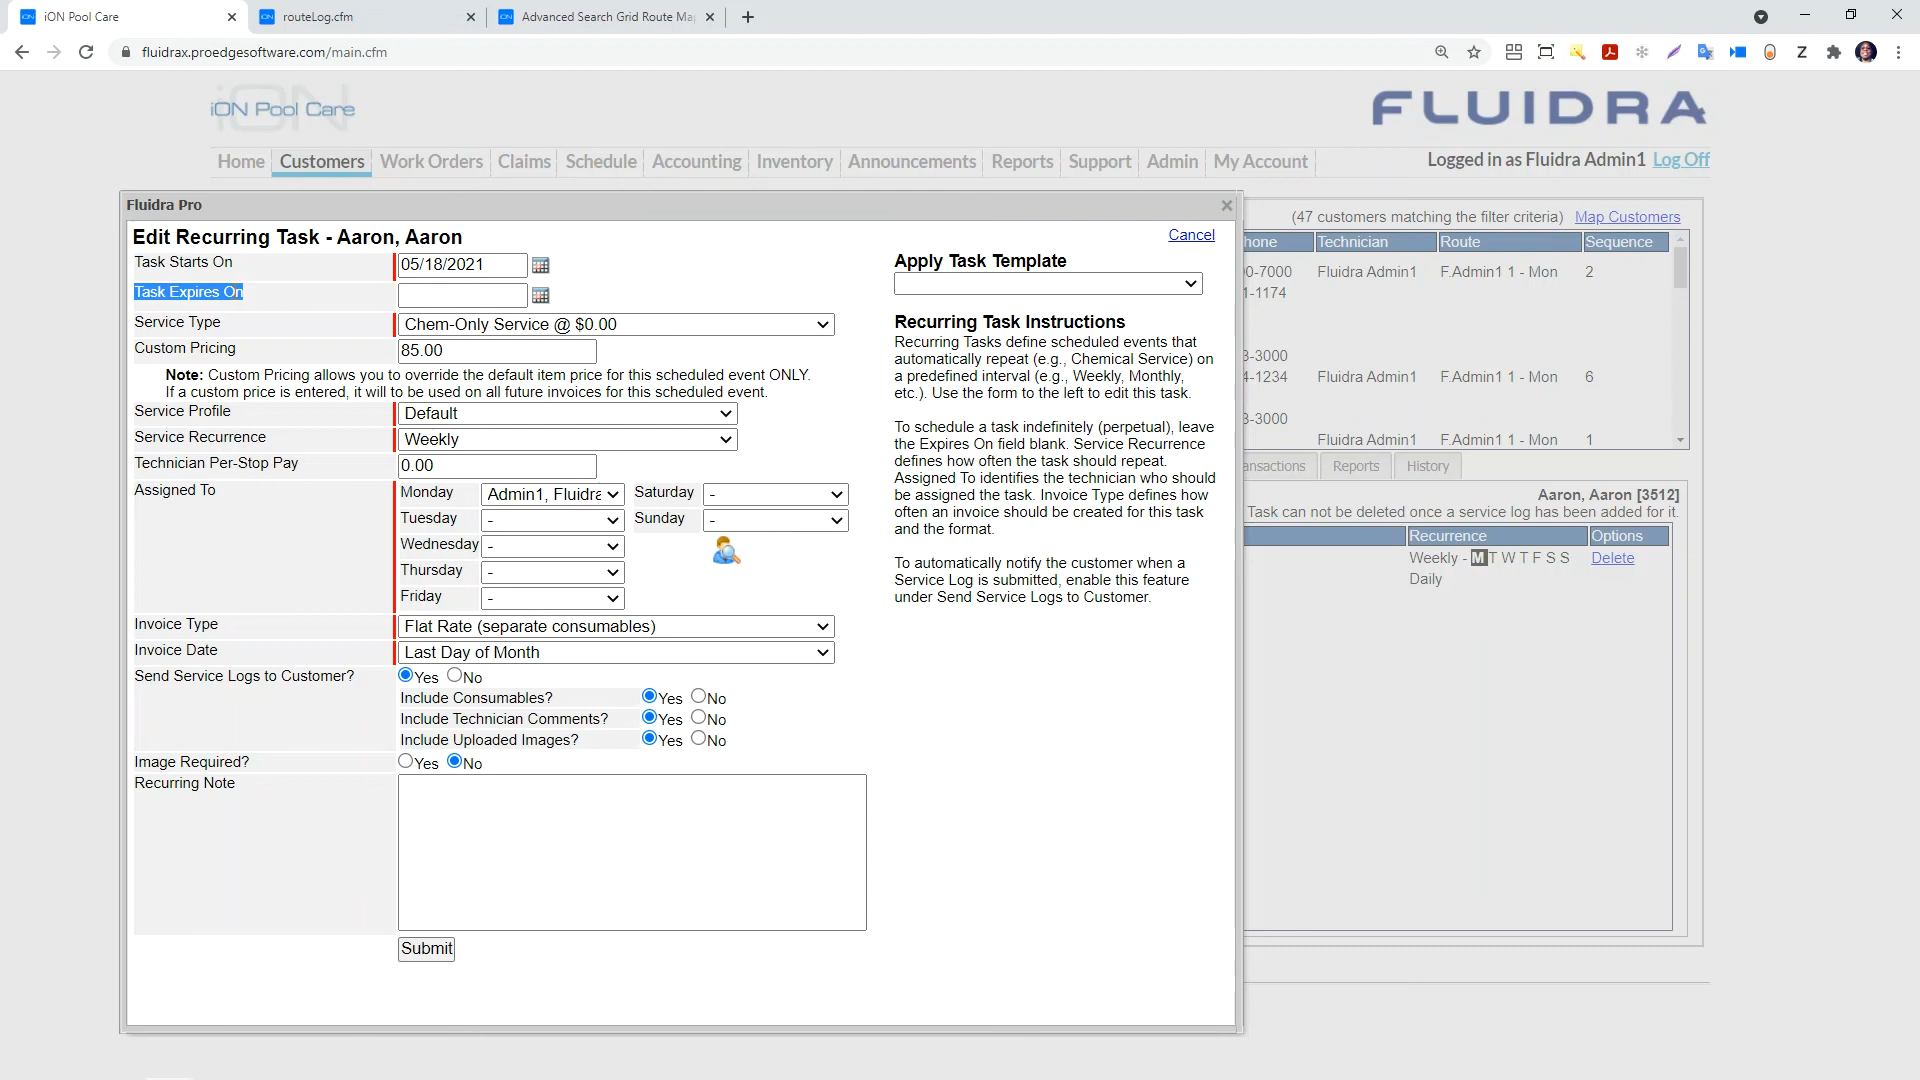 iON Pool Care
routeLog.cfm
Advanced Search Grid Route Ma
fluidrax.proedgesoftware.com/main.cfm
iON Pool Care
FLUIDRA
Home Customers Work Orders Claims Schedule Accounting Inventory Announcements Reports Support Admin My Account
Logged in as Fluidra Admin1 Log Off
Fluidra Pro
Edit Recurring Task - Aaron, Aaron
Cancel
Task Starts On 05/18/2021
Task Expires On
Service Type Chem-Only Service @ $0.00
Custom Pricing 85.00
Note: Custom Pricing allows you to override the default item price for this scheduled event ONLY.
If a custom price is entered, it will to be used on all future invoices for this scheduled event.
Service Profile Default
Service Recurrence Weekly
Technician Per-Stop Pay 0.00
Assigned To
Monday Admin1, Fluidra Saturday -
Tuesday - Sunday -
Wednesday -
Thursday -
Friday -
Invoice Type Flat Rate (separate consumables)
Invoice Date Last Day of Month
Send Service Logs to Customer? Yes No
Include Consumables? Yes No
Include Technician Comments? Yes No
Include Uploaded Images? Yes No
Image Required? Yes No
Recurring Note
Submit
Apply Task Template
Recurring Task Instructions
Recurring Tasks define scheduled events that
automatically repeat (e.g., Chemical Service) on
a predefined interval (e.g., Weekly, Monthly,
etc.). Use the form to the left to edit this task.
To schedule a task indefinitely (perpetual), leave
the Expires On field blank. Service Recurrence
defines how often the task should repeat.
Assigned To identifies the technician who should
be assigned the task. Invoice Type defines how
often an invoice should be created for this task
and the format.
To automatically notify the customer when a
Service Log is submitted, enable this feature
under Send Service Logs to Customer.
(47 customers matching the filter criteria) Map Customers
hone Technician Route Sequence
0-7000 Fluidra Admin1 F.Admin1 1 - Mon 2
1-1174
3-3000
4-1234 Fluidra Admin1 F.Admin1 1 - Mon 6
3-3000
Fluidra Admin1 F.Admin1 1 - Mon 1
ansactions Reports History
Aaron, Aaron [3512]
Task can not be deleted once a service log has been added for it.
Recurrence Options
Weekly - M T W T F S S Delete
Daily